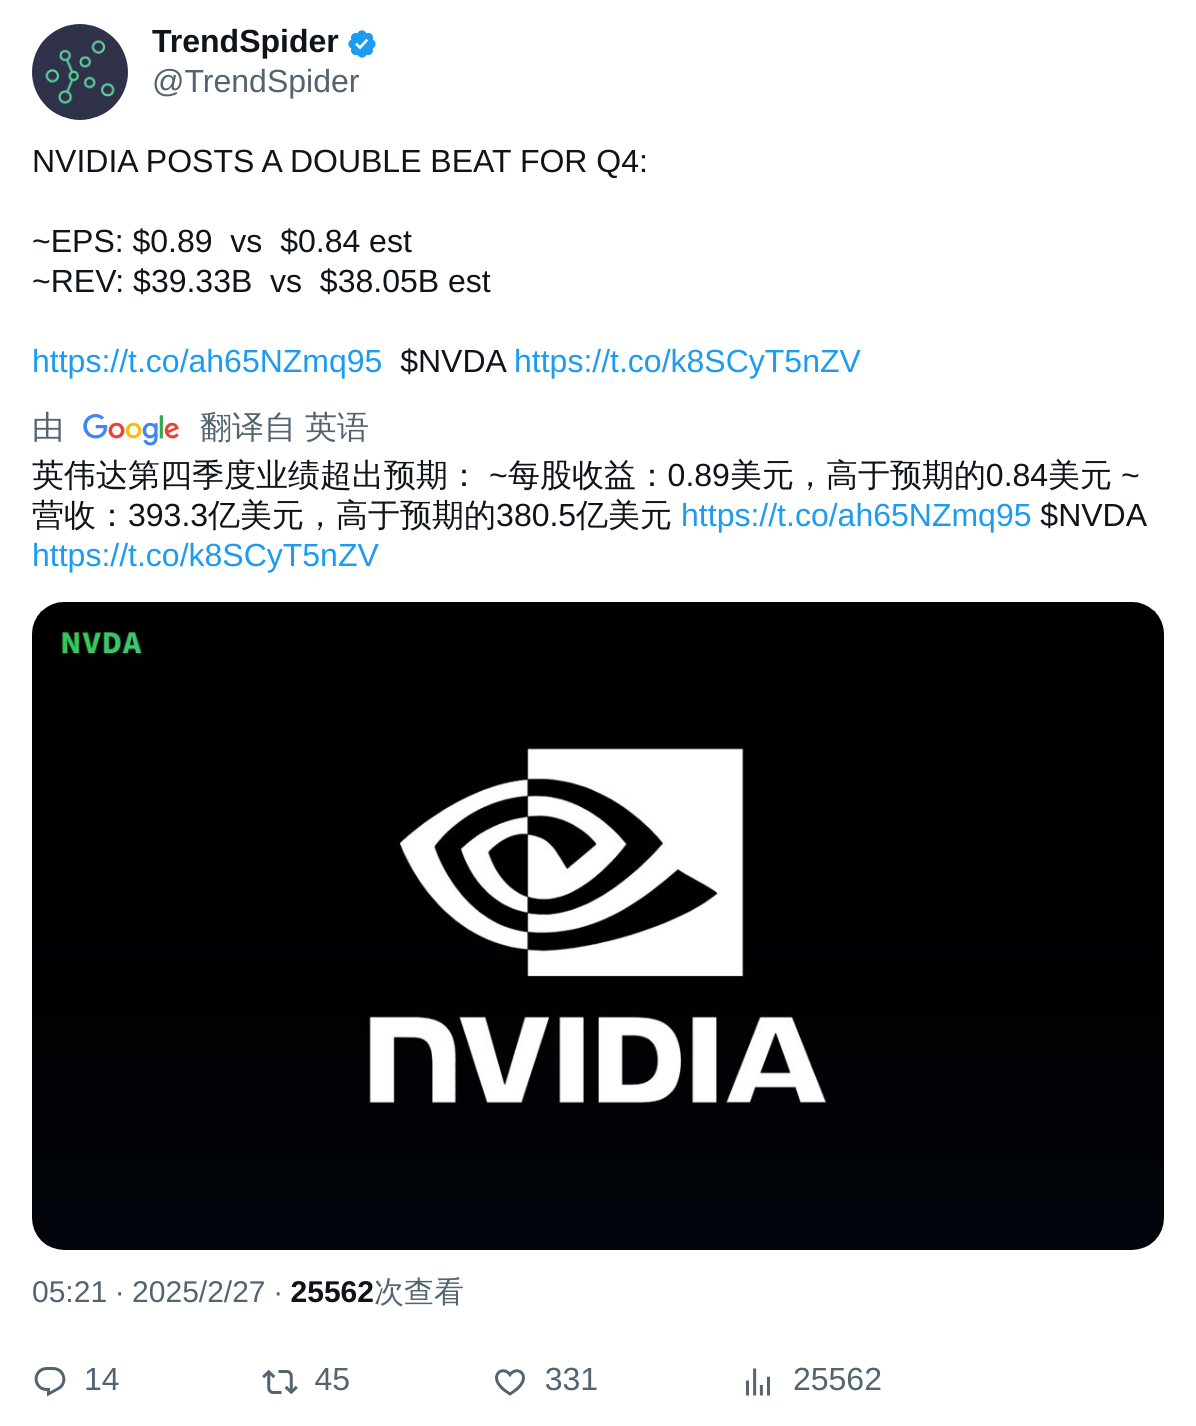 TrendSpider
@TrendSpider
NVIDIA POSTS A DOUBLE BEAT FOR Q4:
~EPS: $0.89  vs  $0.84 est
~REV: $39.33B  vs  $38.05B est
https://t.co/ah65NZmq95  $NVDA https://t.co/k8SCyT5nZV
由 Google 翻译自 英语
英伟达第四季度业绩超出预期： ~每股收益：0.89美元，高于预期的0.84美元 ~
营收：393.3亿美元，高于预期的380.5亿美元 https://t.co/ah65NZmq95 $NVDA
https://t.co/k8SCyT5nZV
NVDA
NVIDIA
05:21 · 2025/2/27 · 25562次查看
14 45 331 25562